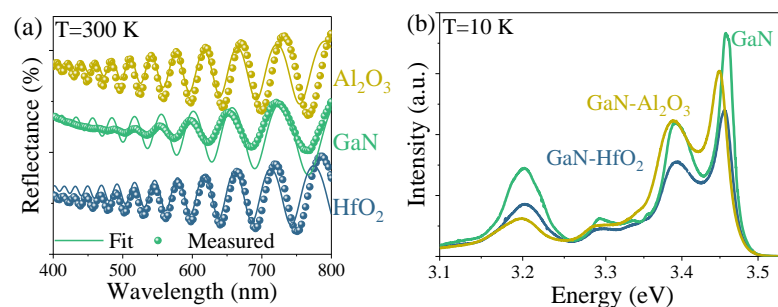 (a)
T=300 K
Reflectance (%)
Al₂O₃
GaN
HfO₂
Fit
Measured
400 500 600 700 800
Wavelength (nm)
(b)
T=10 K
Intensity (a.u.)
GaN
GaN-Al₂O₃
GaN-HfO₂
3.1 3.2 3.3 3.4 3.5
Energy (eV)